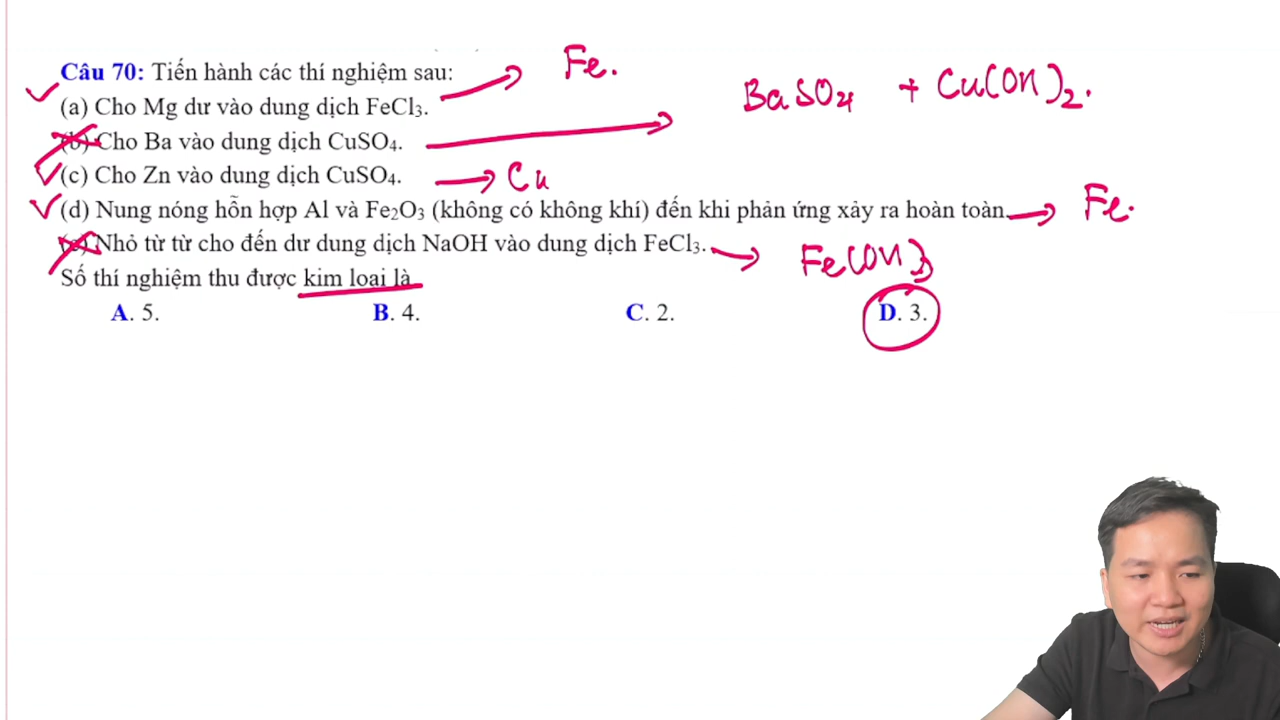 Câu 70: Tiến hành các thí nghiệm sau:
Fe.
(a) Cho Mg dư vào dung dịch FeCl₃.
BaSO₄ + Cu(OH)₂.
(b) Cho Ba vào dung dịch CuSO₄.
(c) Cho Zn vào dung dịch CuSO₄.
Cu
(d) Nung nóng hỗn hợp Al và Fe₂O₃ (không có không khí) đến khi phản ứng xảy ra hoàn toàn.
Fe.
(e) Nhỏ từ từ cho đến dư dung dịch NaOH vào dung dịch FeCl₃.
Fe(OH)₃
Số thí nghiệm thu được kim loại là
A. 5. B. 4. C. 2. D. 3.